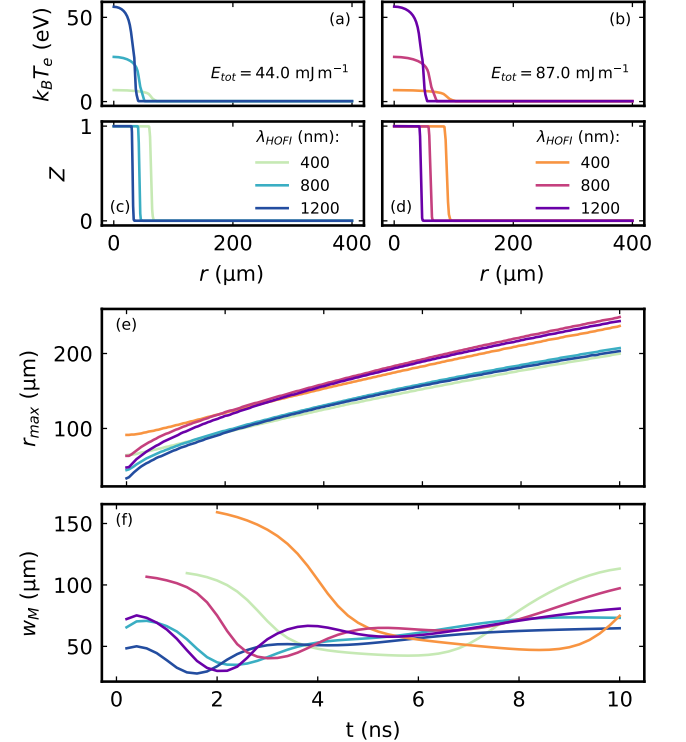 (a)
(b)
50
0
k_BT_e (eV)
E_tot = 44.0 mJ m⁻¹
E_tot = 87.0 mJ m⁻¹
1
0
Z
λ_HOFI (nm):
400
800
1200
(c)
λ_HOFI (nm):
400
800
1200
(d)
0 200 400
0 200 400
r (μm)
r (μm)
(e)
200
100
r_max (μm)
(f)
150
100
50
w_M (μm)
0 2 4 6 8 10
t (ns)